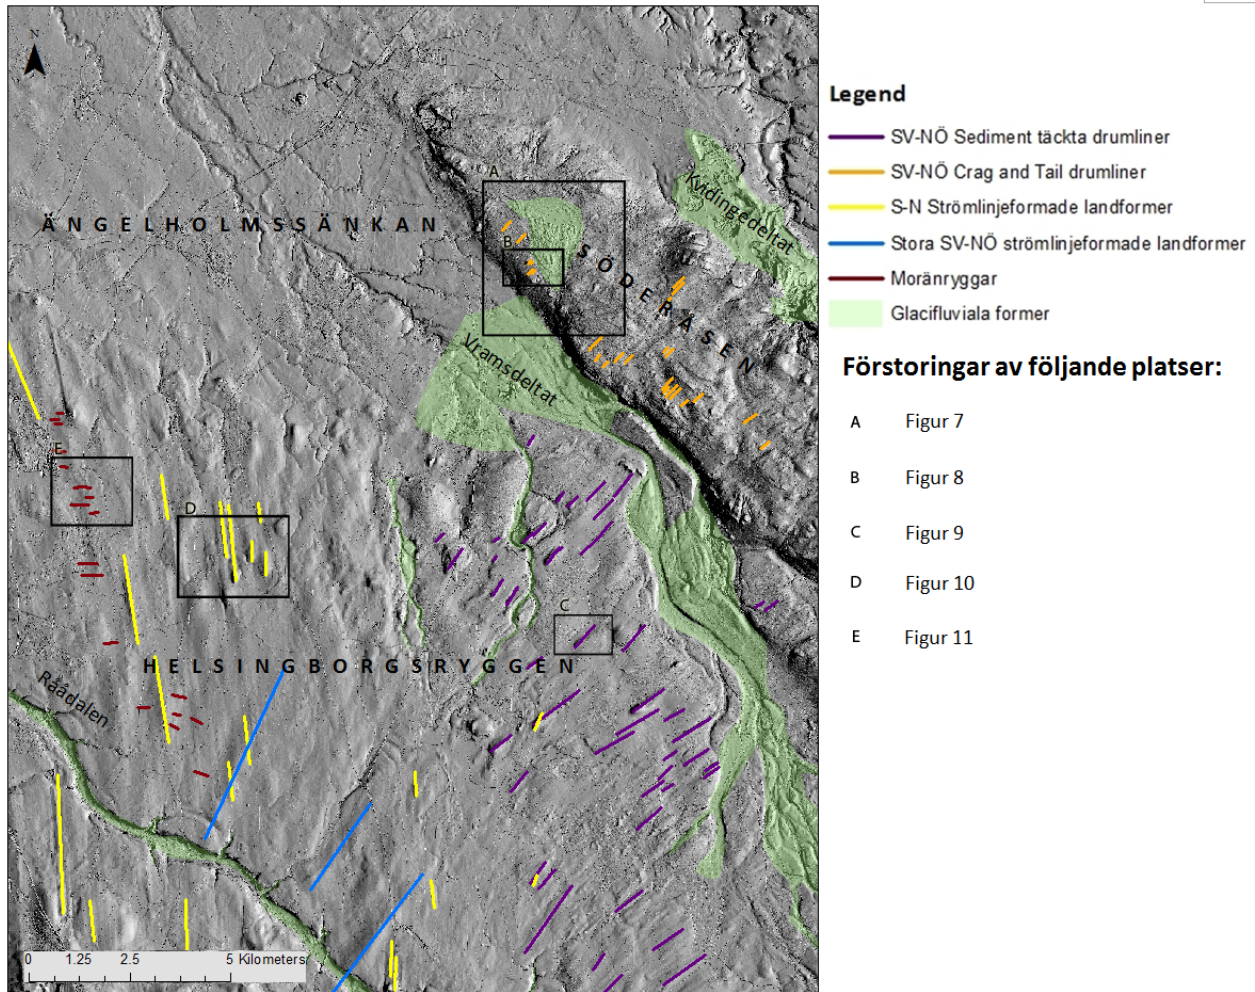 N
ÄNGELHOLMSSÄNKAN
A
B
SÖDERÅSEN
Kvidingedeltat
Vramsdeltat
E
D
C
HELSINGBORGSRYGGEN
Råådalen
0 1.25 2.5 5 Kilometers
Legend
SV-NÖ Sediment täckta drumliner
SV-NÖ Crag and Tail drumliner
S-N Strömlinjeformade landformer
Stora SV-NÖ strömlinjeformade landformer
Moränryggar
Glacifluviala former
Förstoringar av följande platser:
A Figur 7
B Figur 8
C Figur 9
D Figur 10
E Figur 11